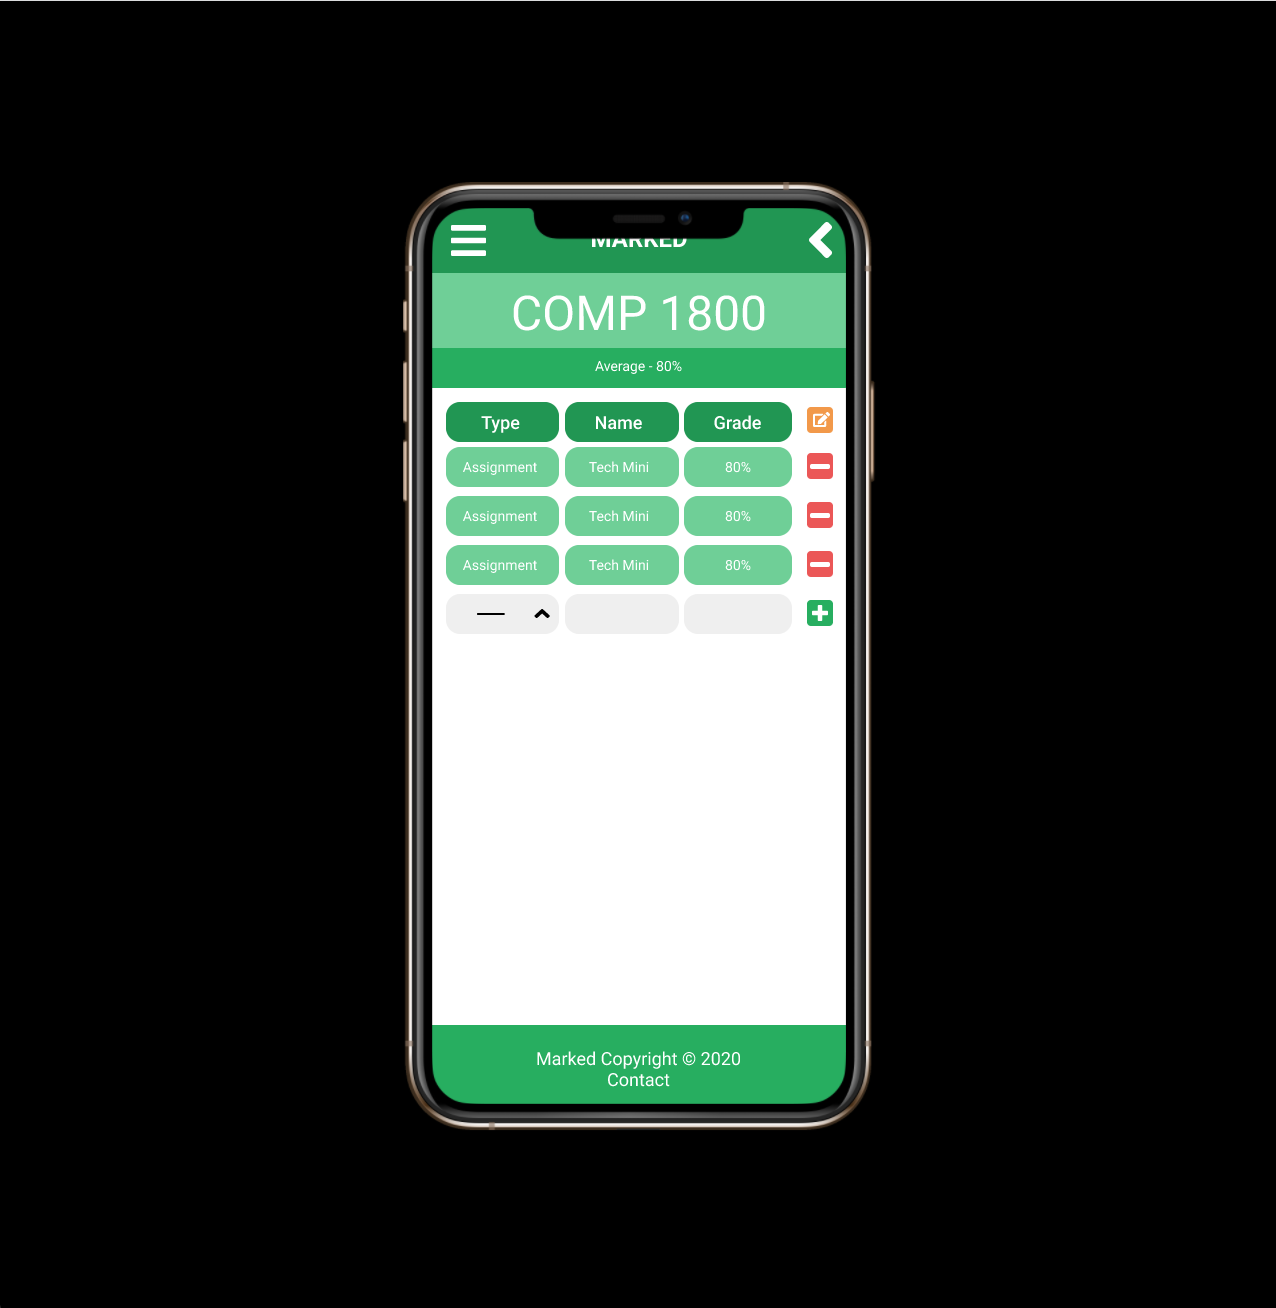 MARKED
COMP 1800
Average - 80%
Type Name Grade
Assignment Tech Mini 80%
Assignment Tech Mini 80%
Assignment Tech Mini 80%
Marked Copyright © 2020
Contact